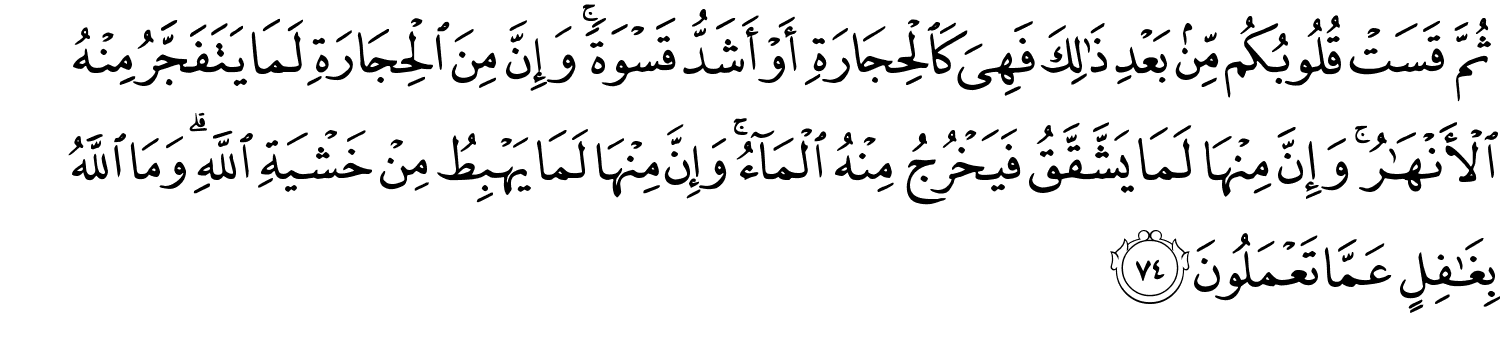 ثُمَّ قَسَتْ قُلُوبُكُم مِّنۢ بَعْدِ ذَٰلِكَ فَهِىَ كَٱلْحِجَارَةِ أَوْ أَشَدُّ قَسْوَةً ۚ وَإِنَّ مِنَ ٱلْحِجَارَةِ لَمَا يَتَفَجَّرُ مِنْهُ
ٱلْأَنْهَـٰرُ ۚ وَإِنَّ مِنْهَا لَمَا يَشَّقَّقُ فَيَخْرُجُ مِنْهُ ٱلْمَآءُ ۚ وَإِنَّ مِنْهَا لَمَا يَهْبِطُ مِنْ خَشْيَةِ ٱللَّهِ ۗ وَمَا ٱللَّهُ
بِغَـٰفِلٍ عَمَّا تَعْمَلُونَ ٧٤